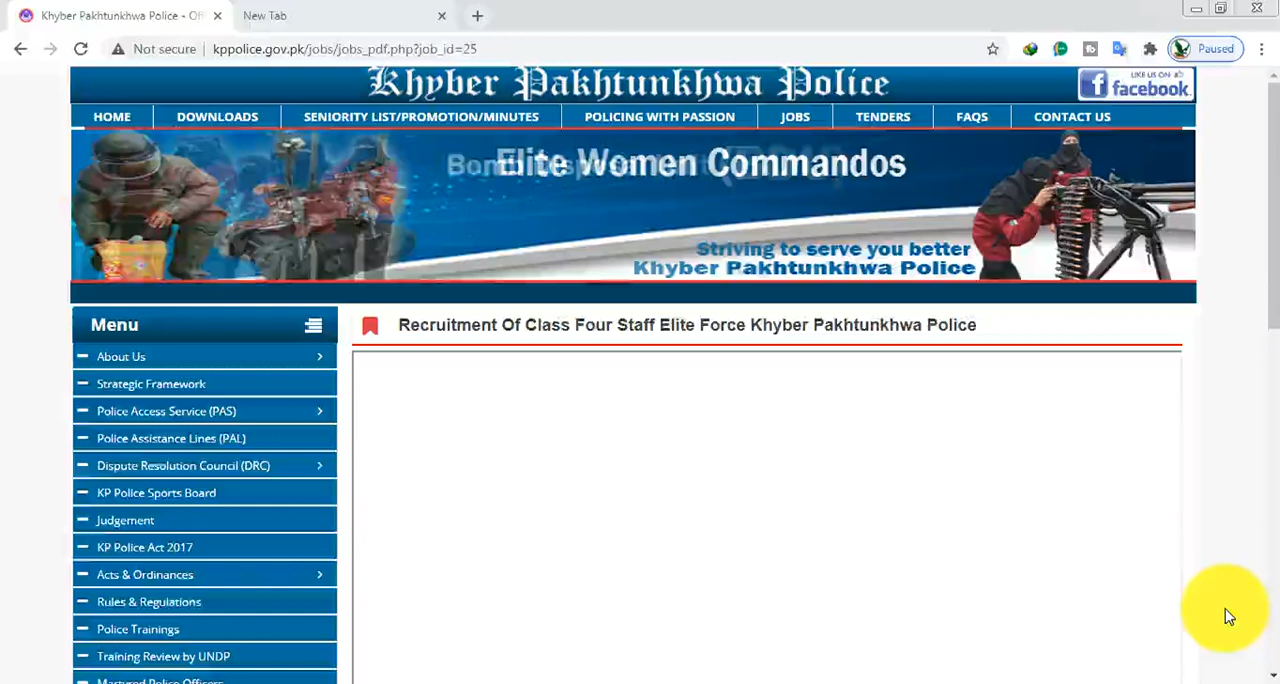 Khyber Pakhtunkhwa Police - Off
New Tab
Not secure
kppolice.gov.pk/jobs/jobs_pdf.php?job_id=25
Paused
Khyber Pakhtunkhwa Police
LIKE US ON
facebook.
HOME
DOWNLOADS
SENIORITY LIST/PROMOTION/MINUTES
POLICING WITH PASSION
JOBS
TENDERS
FAQS
CONTACT US
Elite Women Commandos
Striving to serve you better
Khyber Pakhtunkhwa Police
Menu
About Us
Strategic Framework
Police Access Service (PAS)
Police Assistance Lines (PAL)
Dispute Resolution Council (DRC)
KP Police Sports Board
Judgement
KP Police Act 2017
Acts & Ordinances
Rules & Regulations
Police Trainings
Training Review by UNDP
Martyred Police Officers
Recruitment Of Class Four Staff Elite Force Khyber Pakhtunkhwa Police